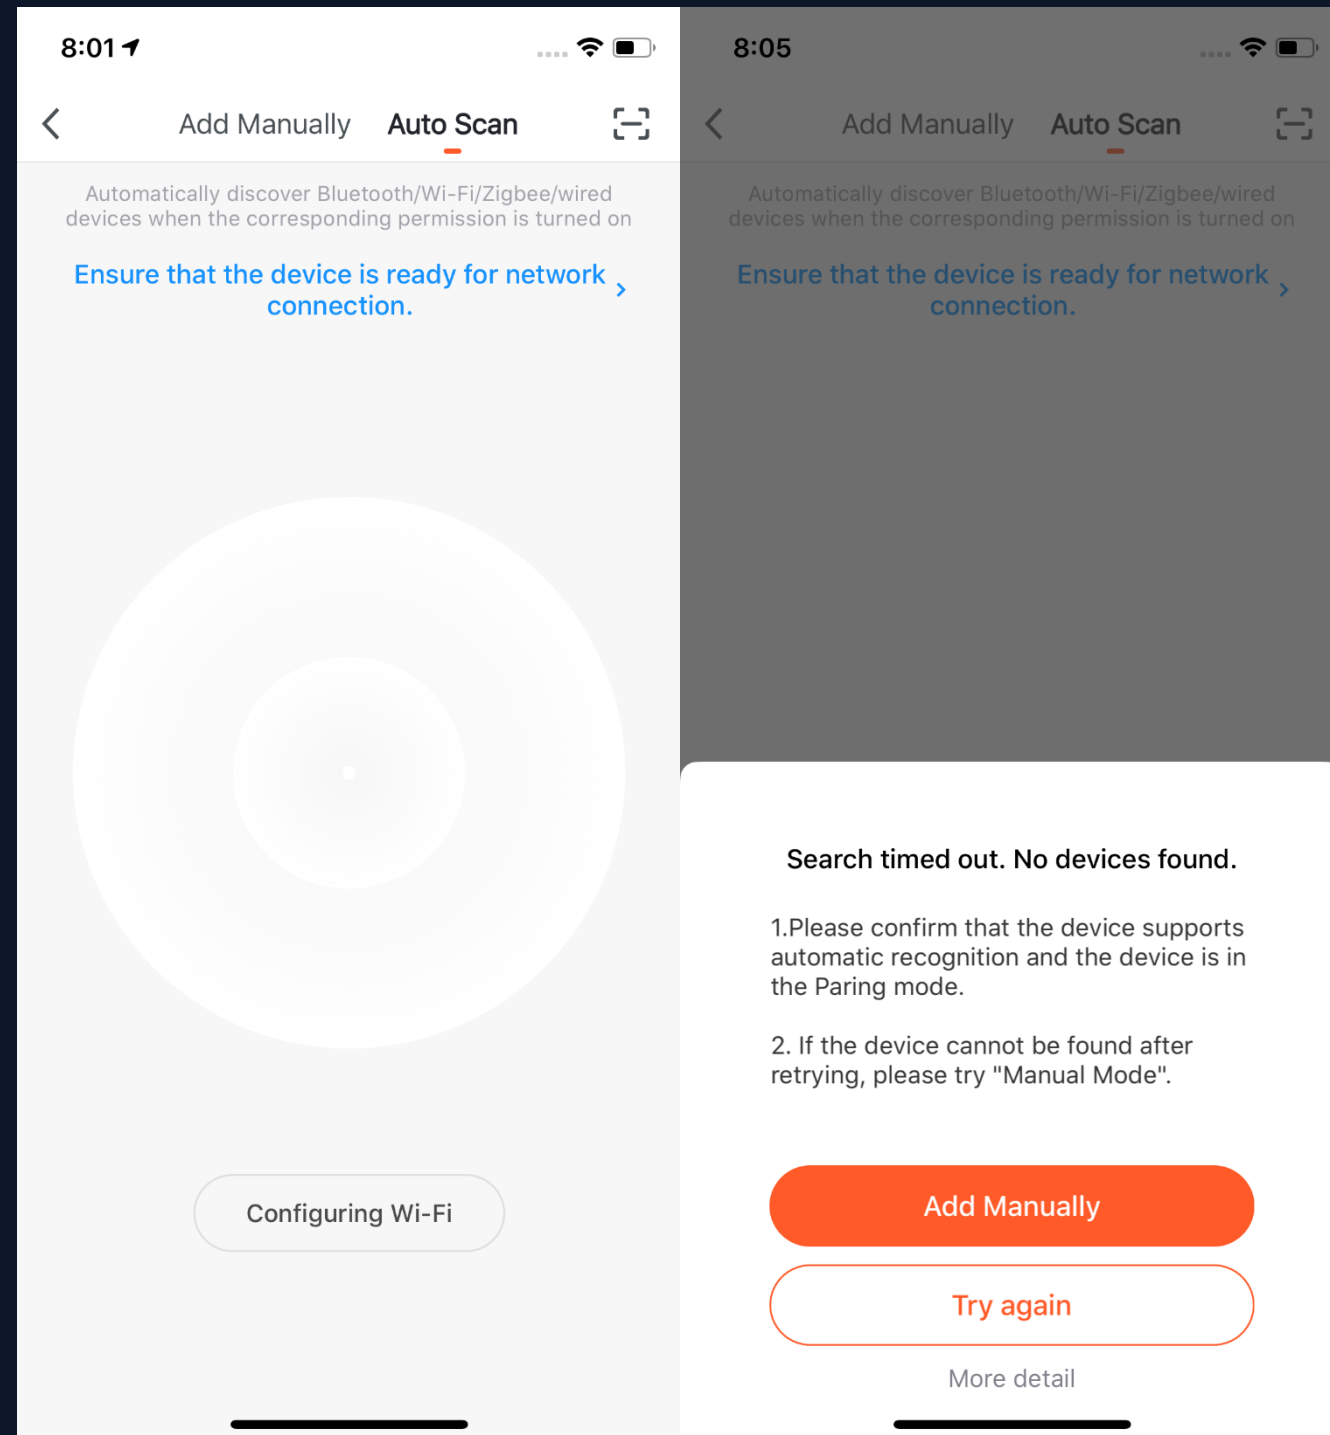 8:01
Add Manually Auto Scan
Automatically discover Bluetooth/Wi-Fi/Zigbee/wired
devices when the corresponding permission is turned on
Ensure that the device is ready for network
connection.
Configuring Wi-Fi
8:05
Add Manually Auto Scan
Automatically discover Bluetooth/Wi-Fi/Zigbee/wired
devices when the corresponding permission is turned on
Ensure that the device is ready for network
connection.
Search timed out. No devices found.
1.Please confirm that the device supports
automatic recognition and the device is in
the Paring mode.
2. If the device cannot be found after
retrying, please try "Manual Mode".
Add Manually
Try again
More detail